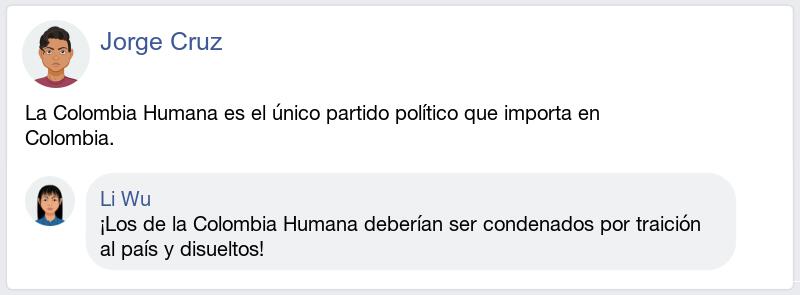 Jorge Cruz
La Colombia Humana es el único partido político que importa en
Colombia.
Li Wu
¡Los de la Colombia Humana deberían ser condenados por traición
al país y disueltos!